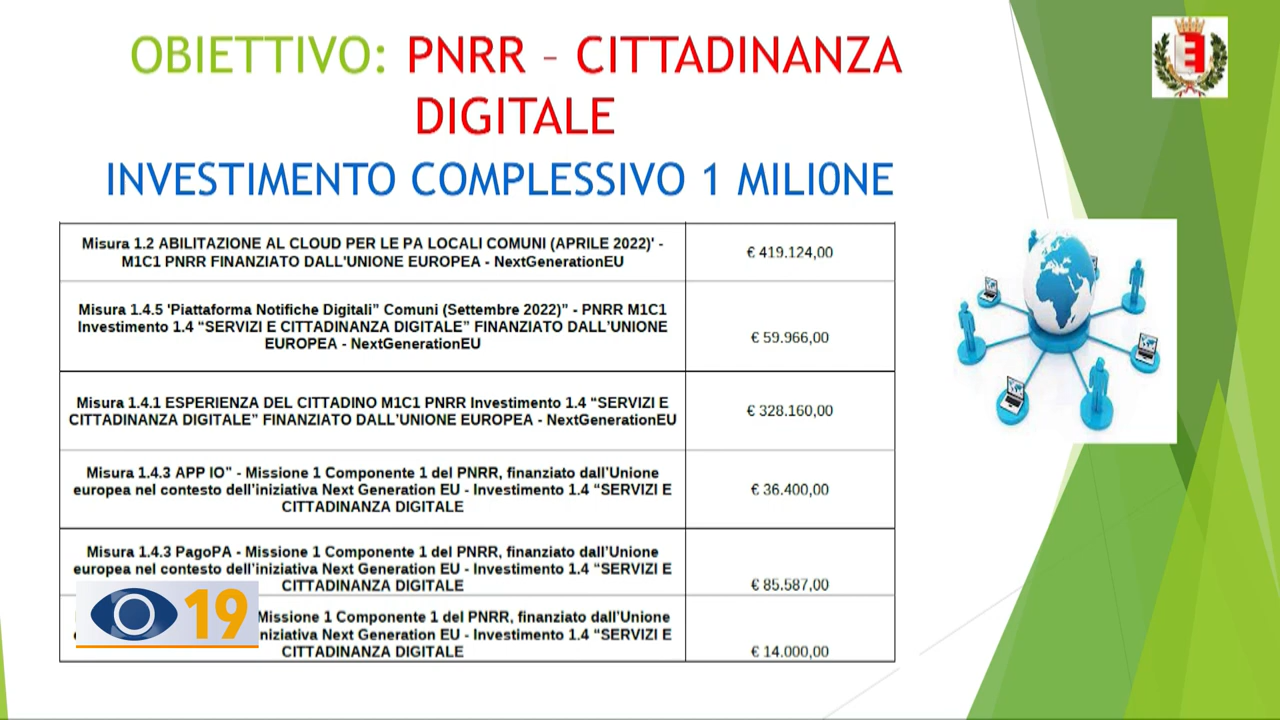 OBIETTIVO: PNRR – CITTADINANZA
DIGITALE
INVESTIMENTO COMPLESSIVO 1 MILI0NE
Misura 1.2 ABILITAZIONE AL CLOUD PER LE PA LOCALI COMUNI (APRILE 2022)' -
M1C1 PNRR FINANZIATO DALL'UNIONE EUROPEA - NextGenerationEU
€ 419.124,00
Misura 1.4.5 'Piattaforma Notifiche Digitali” Comuni (Settembre 2022)” - PNRR M1C1
Investimento 1.4 “SERVIZI E CITTADINANZA DIGITALE” FINANZIATO DALL’UNIONE
EUROPEA - NextGenerationEU
€ 59.966,00
Misura 1.4.1 ESPERIENZA DEL CITTADINO M1C1 PNRR Investimento 1.4 “SERVIZI E
CITTADINANZA DIGITALE” FINANZIATO DALL’UNIONE EUROPEA - NextGenerationEU
€ 328.160,00
Misura 1.4.3 APP IO” - Missione 1 Componente 1 del PNRR, finanziato dall’Unione
europea nel contesto dell’iniziativa Next Generation EU - Investimento 1.4 “SERVIZI E
CITTADINANZA DIGITALE
€ 36.400,00
Misura 1.4.3 PagoPA - Missione 1 Componente 1 del PNRR, finanziato dall’Unione
europea nel contesto dell’iniziativa Next Generation EU - Investimento 1.4 “SERVIZI E
CITTADINANZA DIGITALE
€ 85.587,00
Missione 1 Componente 1 del PNRR, finanziato dall’Unione
iniziativa Next Generation EU - Investimento 1.4 “SERVIZI E
CITTADINANZA DIGITALE
€ 14.000,00
19